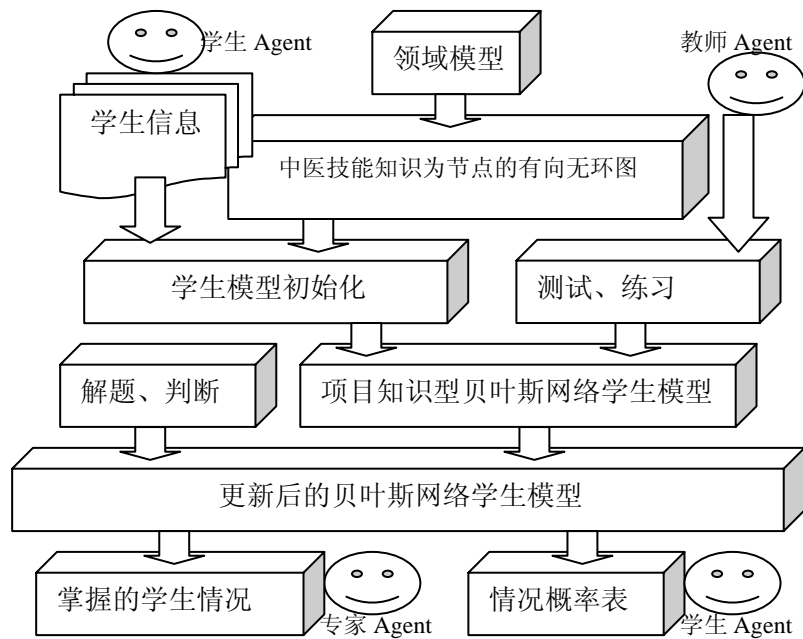 学生 Agent
领域模型
教师 Agent
学生信息
中医技能知识为节点的有向无环图
学生模型初始化
测试、练习
解题、判断
项目知识型贝叶斯网络学生模型
更新后的贝叶斯网络学生模型
掌握的学生情况
专家 Agent
情况概率表
学生 Agent